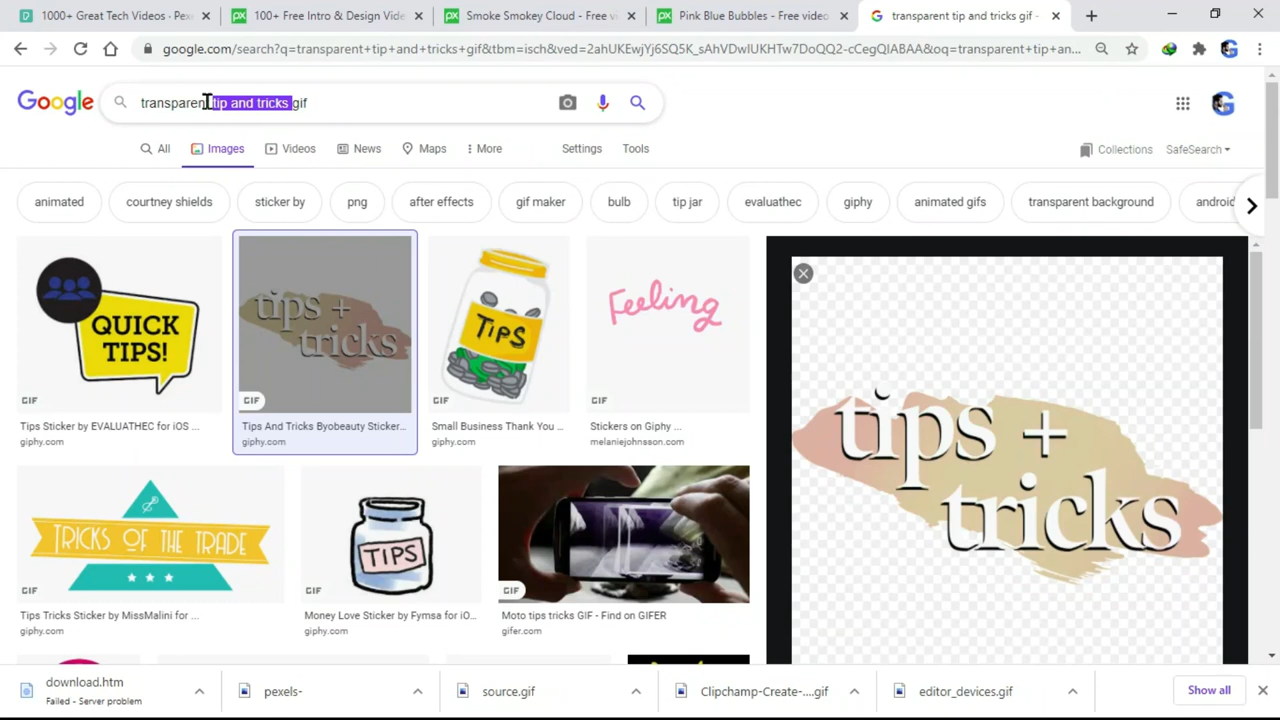 1000+ Great Tech Videos · Pexe
100+ Free Intro & Design Vide
Smoke Smokey Cloud - Free vi
Pink Blue Bubbles - Free video
transparent tip and tricks gif -
google.com/search?q=transparent+tip+and+tricks+gif&tbm=isch&ved=2ahUKEwjYj6SQ5K_sAhVDwlUKHTw7DoQQ2-cCegQIABAA&oq=transparent+tip+an...
Google
transparent tip and tricks gif
All
Images
Videos
News
Maps
More
Settings
Tools
Collections
SafeSearch
animated
courtney shields
sticker by
png
after effects
gif maker
bulb
tip jar
evaluathec
giphy
animated gifs
transparent background
android
QUICK
TIPS!
GIF
tips +
tricks
GIF
TIPS
GIF
Feeling
GIF
tips +
tricks
Tips Sticker by EVALUATHEC for iOS ...
giphy.com
Tips And Tricks Byobeauty Sticker...
giphy.com
Small Business Thank You ...
giphy.com
Stickers on Giphy ...
melaniejohnsson.com
TRICKS OF THE TRADE
GIF
TIPS
GIF
GIF
Tips Tricks Sticker by MissMalini for ...
giphy.com
Money Love Sticker by Fymsa for iO...
giphy.com
Moto tips tricks GIF - Find on GIFER
gifer.com
download.htm
Failed - Server problem
pexels-
source.gif
Clipchamp-Create-....gif
editor_devices.gif
Show all